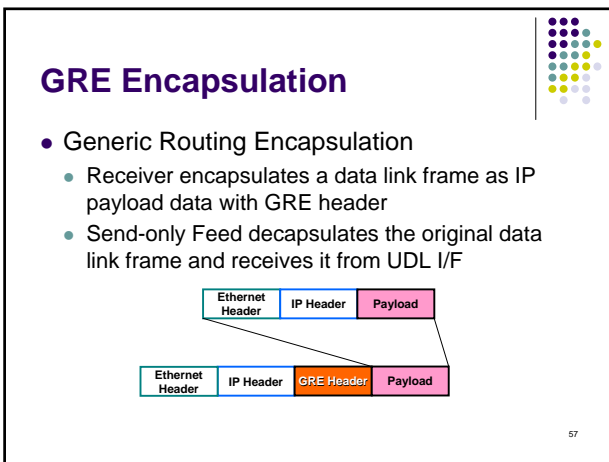 GRE Encapsulation
Generic Routing Encapsulation
Receiver encapsulates a data link frame as IP
payload data with GRE header
Send-only Feed decapsulates the original data
link frame and receives it from UDL I/F
Ethernet
Header
IP Header
Payload
Ethernet
Header
IP Header
GRE Header
Payload
57